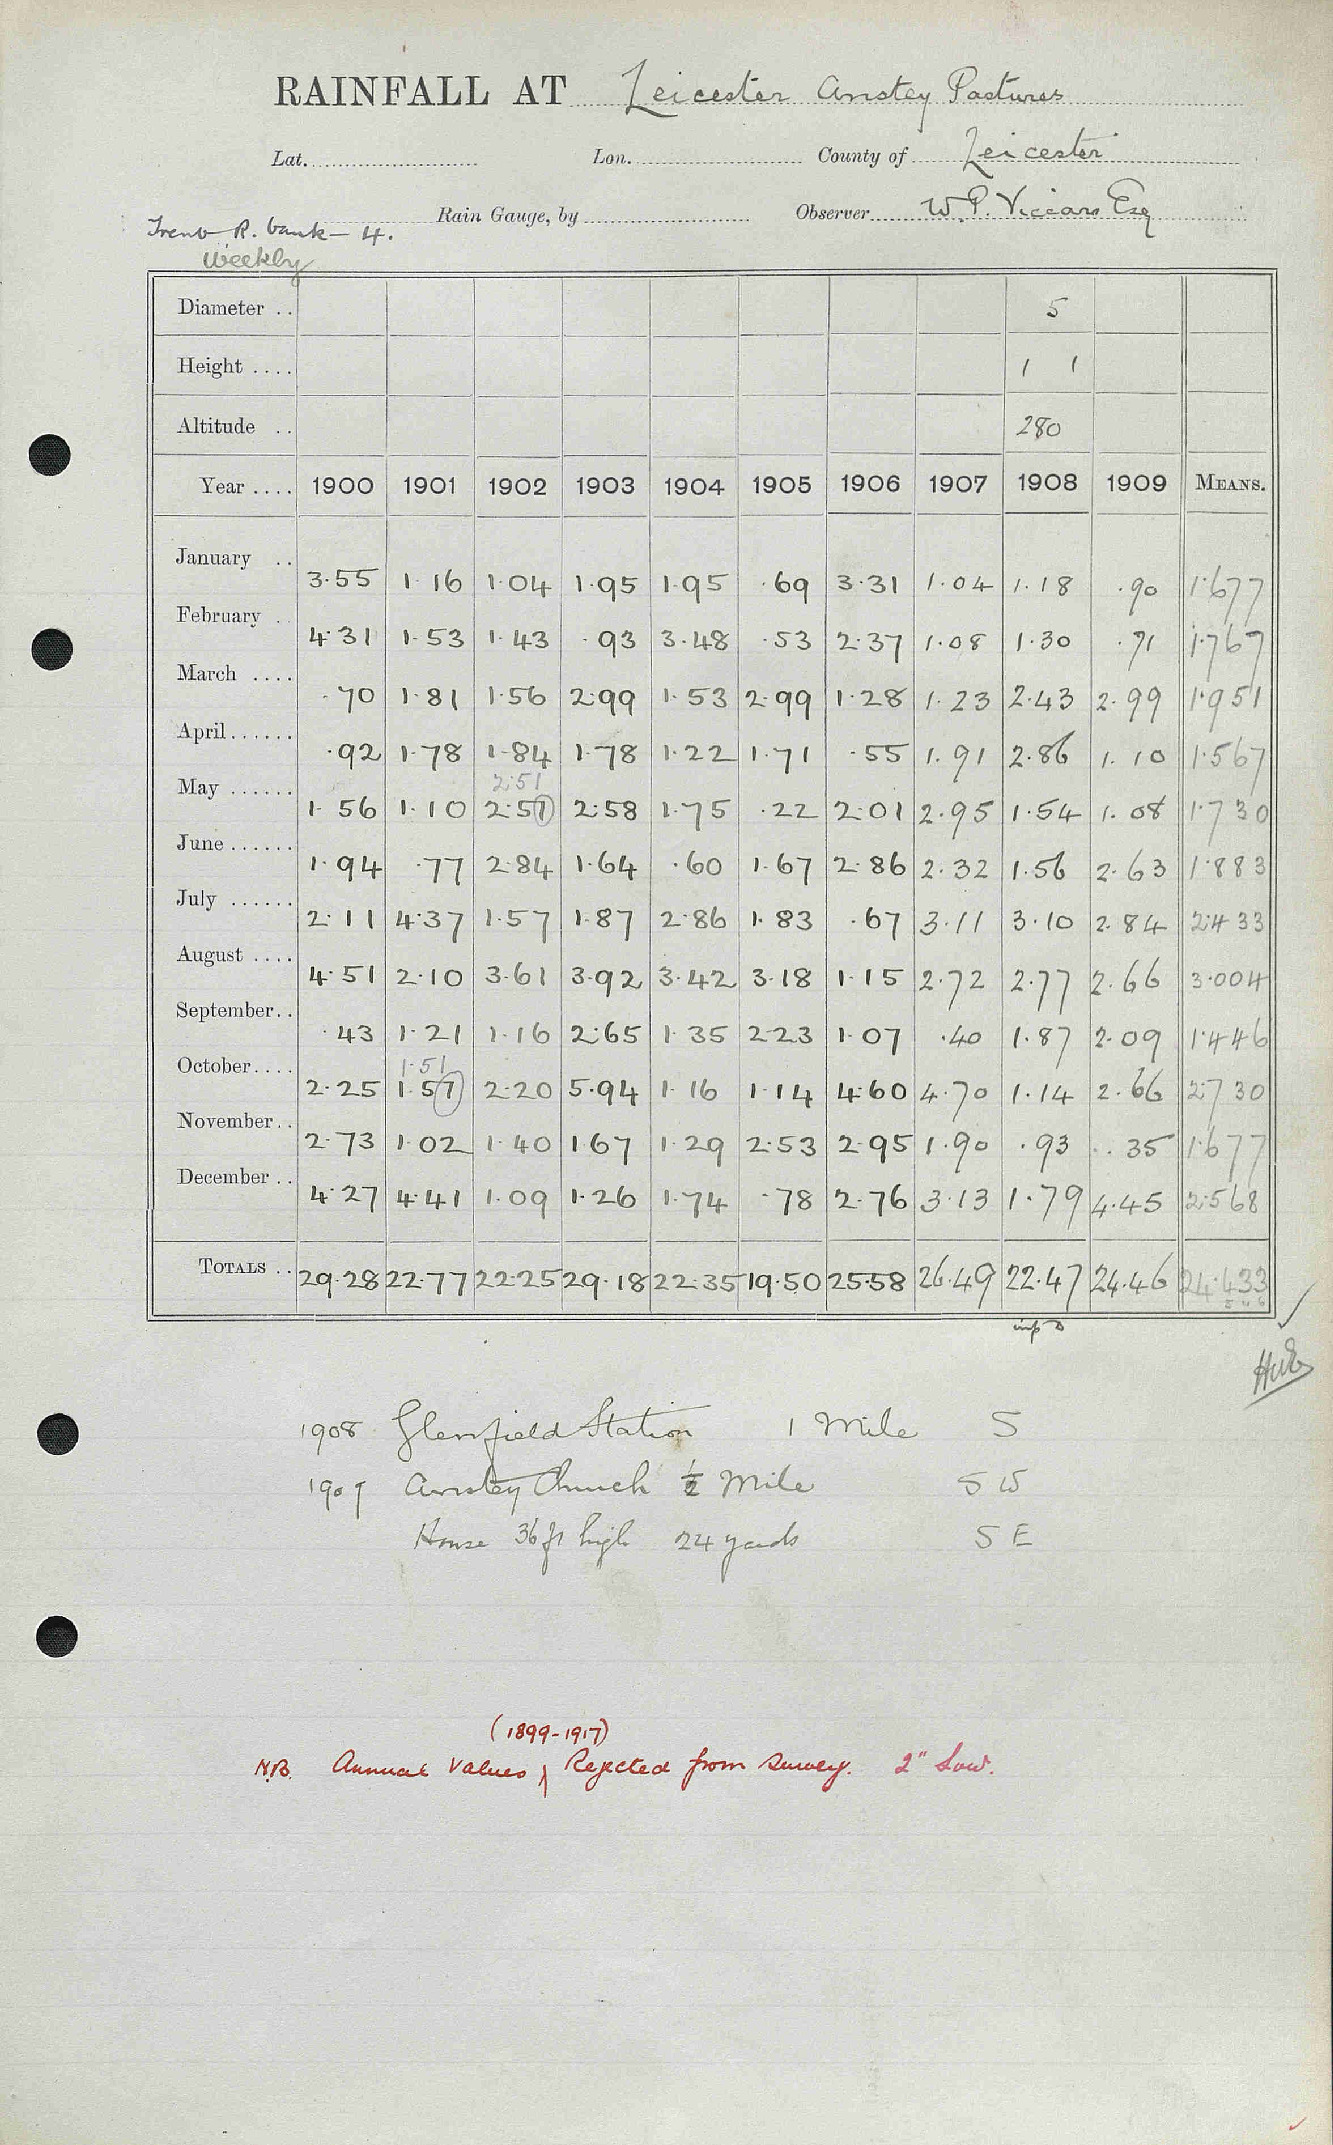 RAINFALL AT Leicester Anstey Pastures
Lat. Lon. County of Leicester
Rain Gauge, by Observer W. P. Viccars Esq
Trent R. bank - 4.
Weekly
Diameter .. 5
Height .... 1 1
Altitude .. 280
Year .... 1900 1901 1902 1903 1904 1905 1906 1907 1908 1909 MEANS.
January .. 3.55 1.16 1.04 1.95 1.95 .69 3.31 1.04 1.18 .90 1.677
February .. 4.31 1.53 1.43 .93 3.48 .53 2.37 1.08 1.30 .71 1.767
March .... .70 1.81 1.56 2.99 1.53 2.99 1.28 1.23 2.43 2.99 1.951
April...... .92 1.78 1.84 1.78 1.22 1.71 .55 1.91 2.86 1.10 1.567
2.51
May ...... 1.56 1.10 2.57 2.58 1.75 .22 2.01 2.95 1.54 1.08 1.730
June ...... 1.94 .77 2.84 1.64 .60 1.67 2.86 2.32 1.56 2.63 1.883
July ...... 2.11 4.37 1.57 1.87 2.86 1.83 .67 3.11 3.10 2.84 2.433
August .... 4.51 2.10 3.61 3.92 3.42 3.18 1.15 2.72 2.77 2.66 3.004
September.. .43 1.21 1.16 2.65 1.35 2.23 1.07 .40 1.87 2.09 1.446
1.51
October.... 2.25 1.57 2.20 5.94 1.16 1.14 4.60 4.70 1.14 2.66 2.730
November.. 2.73 1.02 1.40 1.67 1.29 2.53 2.95 1.90 .93 .35 1.677
December .. 4.27 4.41 1.09 1.26 1.74 .78 2.76 3.13 1.79 4.45 2.568
TOTALS .. 29.28 22.77 22.25 29.18 22.35 19.50 25.58 26.49 22.47 24.46 24.433
1908 Glenfield Station 1 Mile S
1909 Anstey Church ½ Mile SW
House 36 ft high 24 yards SE
(1899-1917)
N.B. Annual Values Rejected from Survey. 2" low.